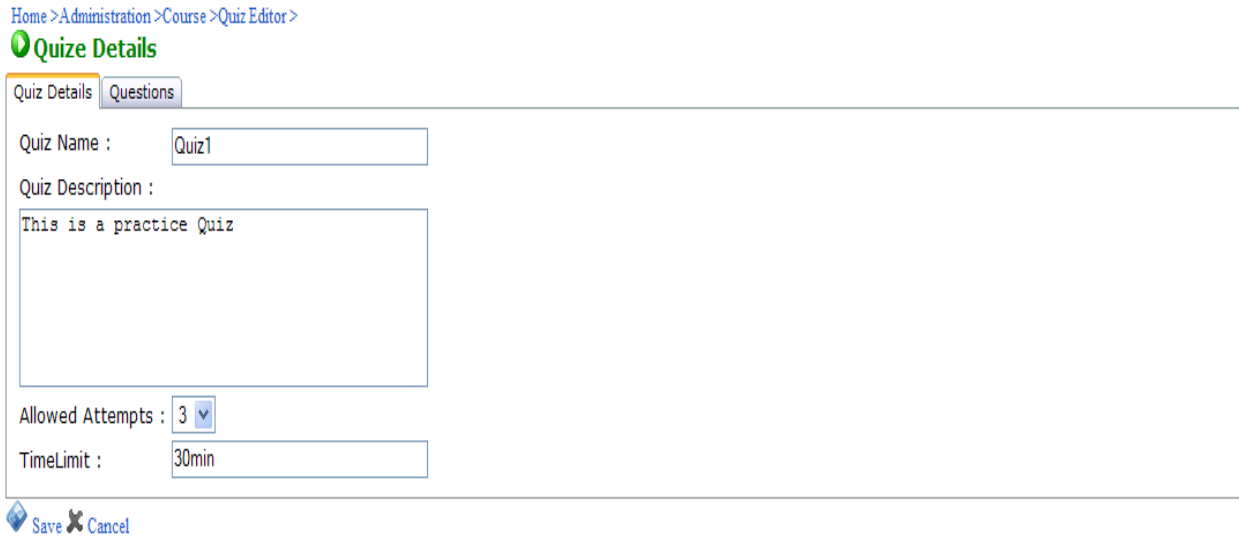 Home >Administration >Course >Quiz Editor >
Quize Details
Quiz Details Questions
Quiz Name : Quiz1
Quiz Description :
This is a practice Quiz
Allowed Attempts : 3
TimeLimit : 30min
Save Cancel